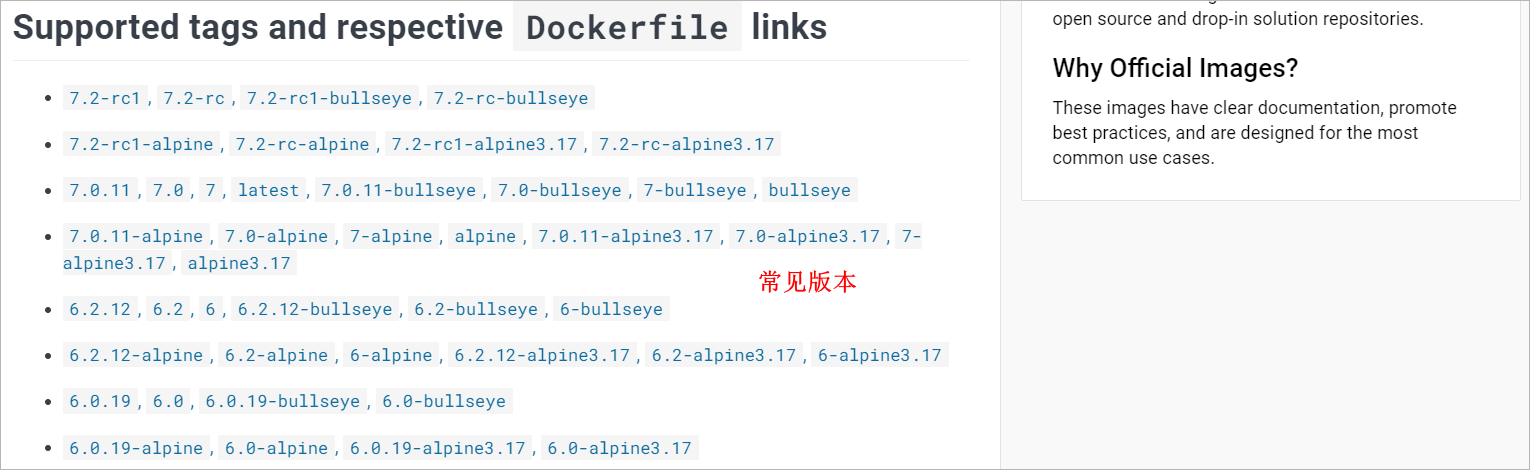 Supported tags and respective Dockerfile links
7.2-rc1, 7.2-rc, 7.2-rc1-bullseye, 7.2-rc-bullseye
7.2-rc1-alpine, 7.2-rc-alpine, 7.2-rc1-alpine3.17, 7.2-rc-alpine3.17
7.0.11, 7.0, 7, latest, 7.0.11-bullseye, 7.0-bullseye, 7-bullseye, bullseye
7.0.11-alpine, 7.0-alpine, 7-alpine, alpine, 7.0.11-alpine3.17, 7.0-alpine3.17, 7-
alpine3.17, alpine3.17
常见版本
6.2.12, 6.2, 6, 6.2.12-bullseye, 6.2-bullseye, 6-bullseye
6.2.12-alpine, 6.2-alpine, 6-alpine, 6.2.12-alpine3.17, 6.2-alpine3.17, 6-alpine3.17
6.0.19, 6.0, 6.0.19-bullseye, 6.0-bullseye
6.0.19-alpine, 6.0-alpine, 6.0.19-alpine3.17, 6.0-alpine3.17
open source and drop-in solution repositories.
Why Official Images?
These images have clear documentation, promote
best practices, and are designed for the most
common use cases.